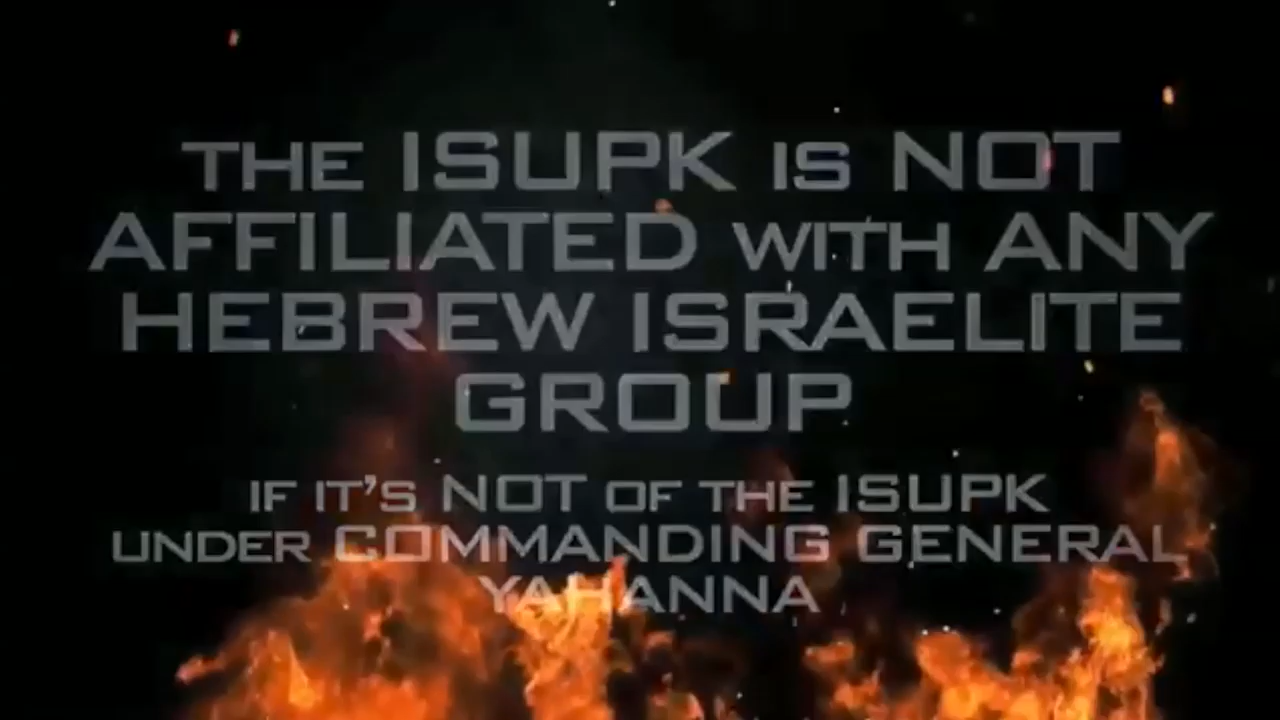 THE ISUPK IS NOT
AFFILIATED WITH ANY
HEBREW ISRAELITE
GROUP
IF IT'S NOT OF THE ISUPK
UNDER COMMANDING GENERAL
YAHANNA